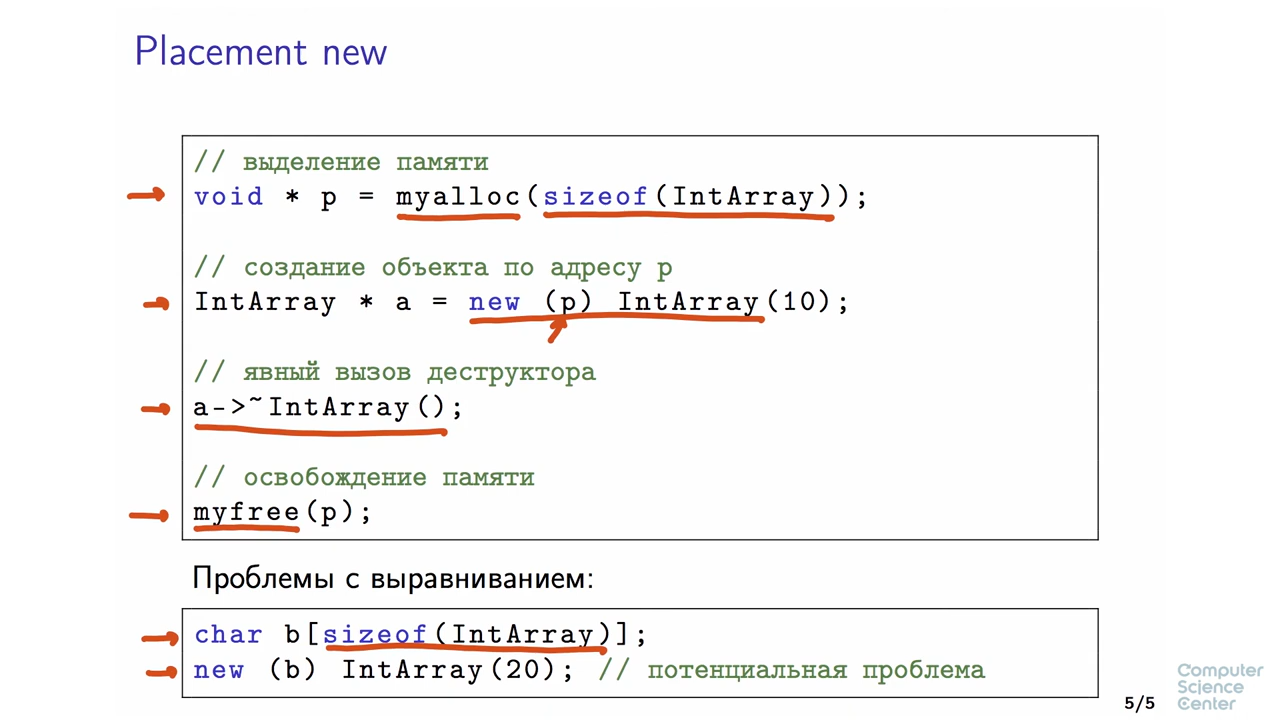 Placement new
// выделение памяти
void * p = myalloc(sizeof(IntArray));
// создание объекта по адресу p
IntArray * a = new (p) IntArray(10);
// явный вызов деструктора
a->~IntArray();
// освобождение памяти
myfree(p);
Проблемы с выравниванием:
char b[sizeof(IntArray)];
new (b) IntArray(20); // потенциальная проблема
5/5
Computer
Science
Center